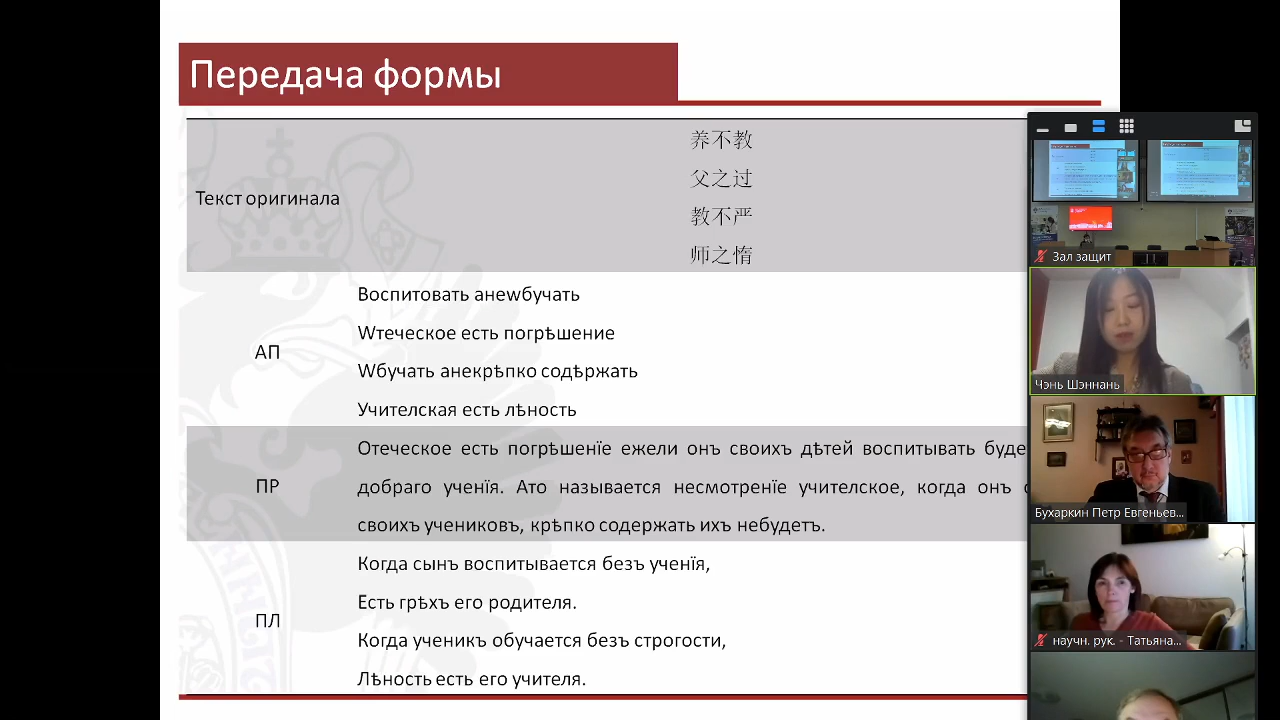 Передача формы
Текст оригинала
养不教
父之过
教不严
师之惰
АП
Воспитовать анеwбучать
Wтеческое есть погрѣшение
Wбучать анекрѣпко содѣржать
Учителская есть лѣность
ПР
Отеческое есть погрѣшенїе ежели онъ своихъ дѣтей воспитывать буде
добраго ученїя. Ато называется несмотренїе учителское, когда онъ
своихъ учениковъ, крѣпко содержать ихъ небудетъ.
ПЛ
Когда сынъ воспитывается безъ ученїя,
Есть грѣхъ его родителя.
Когда ученикъ обучается безъ строгости,
Лѣность есть его учителя.
Зал защит
Чэнь Шэннань
Бухаркин Петр Евгеньев...
научн. рук. - Татьяна...